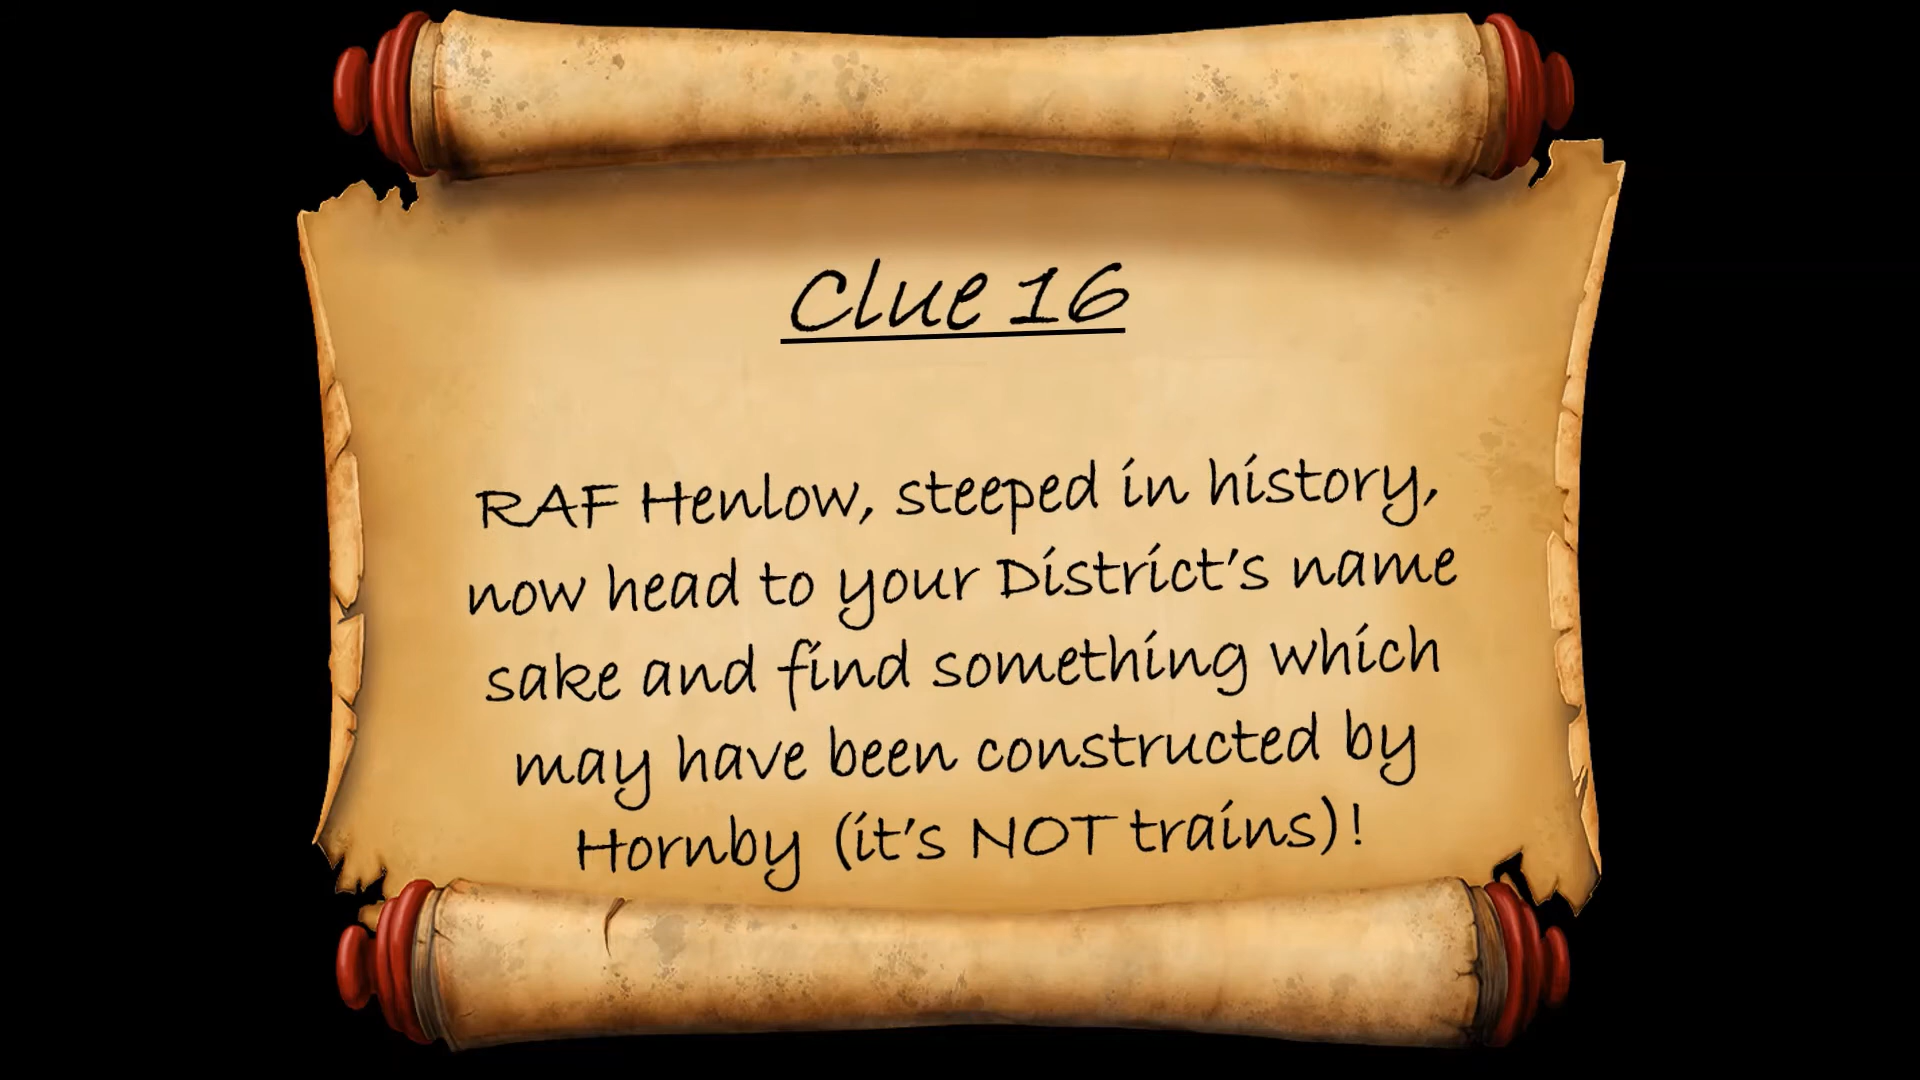 Clue 16
RAF Henlow, steeped in history,
now head to your District's name
sake and find something which
may have been constructed by
Hornby (it's NOT trains)!